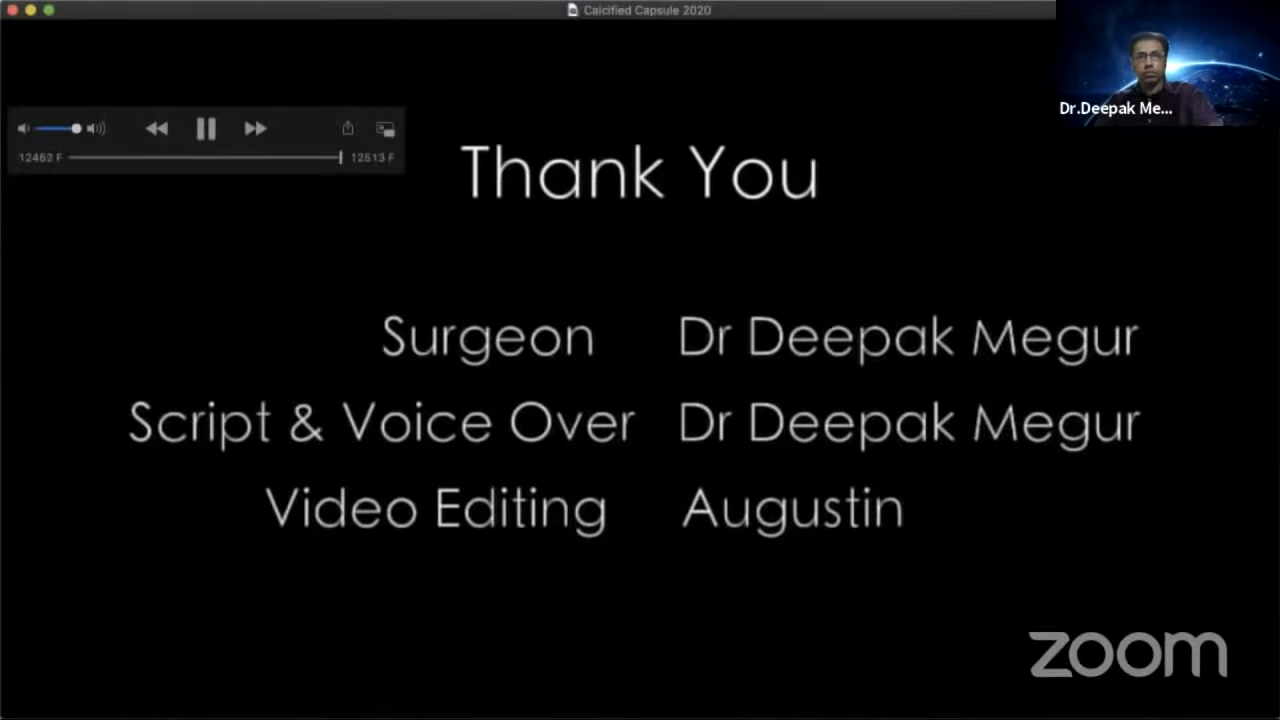 Calcified Capsule 2020
Dr.Deepak Me...
12462 F
12513 F
Thank You
Surgeon Dr Deepak Megur
Script & Voice Over Dr Deepak Megur
Video Editing Augustin
zoom